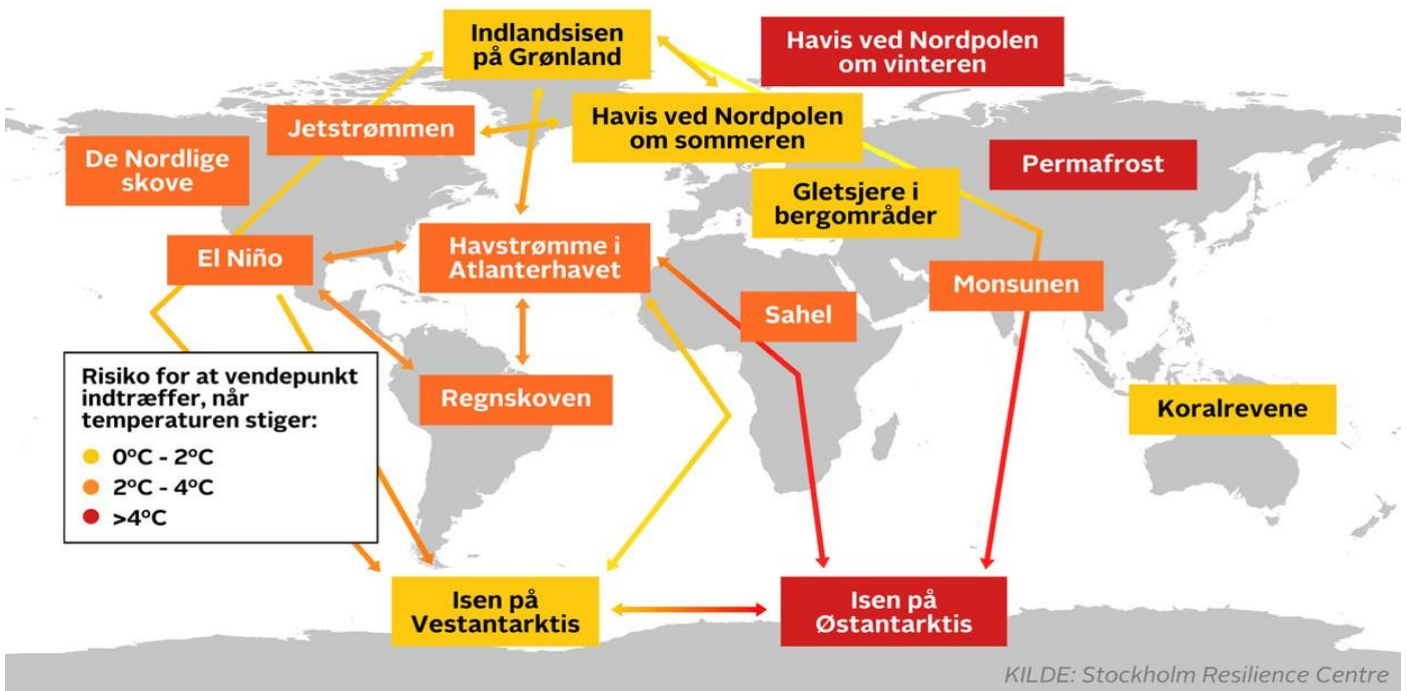 Indlandsisen
på Grønland
Havis ved Nordpolen
om vinteren
Jetstrømmen
Havis ved Nordpolen
om sommeren
De Nordlige
skove
Permafrost
Gletsjere i
bergområder
El Niño
Havstrømme i
Atlanterhavet
Monsunen
Sahel
Risiko for at vendepunkt
indtræffer, når
temperaturen stiger:
0°C - 2°C
2°C - 4°C
>4°C
Regnskoven
Koralrevene
Isen på
Vestantarktis
Isen på
Østantarktis
KILDE: Stockholm Resilience Centre